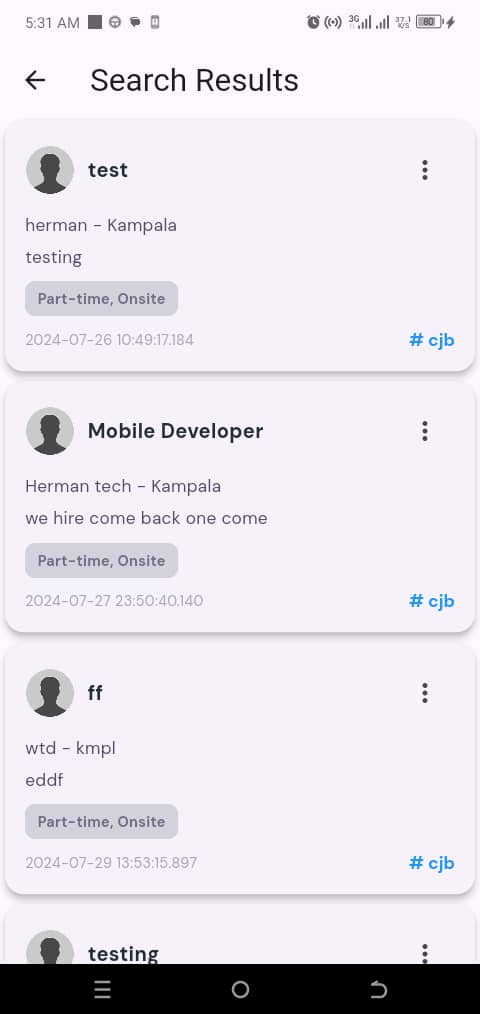 5:31 AM 3G 37.1 K/S 80
Search Results
test
herman - Kampala
testing
Part-time, Onsite
2024-07-26 10:49:17.184 # cjb
Mobile Developer
Herman tech - Kampala
we hire come back one come
Part-time, Onsite
2024-07-27 23:50:40.140 # cjb
ff
wtd - kmpl
eddf
Part-time, Onsite
2024-07-29 13:53:15.897 # cjb
testing